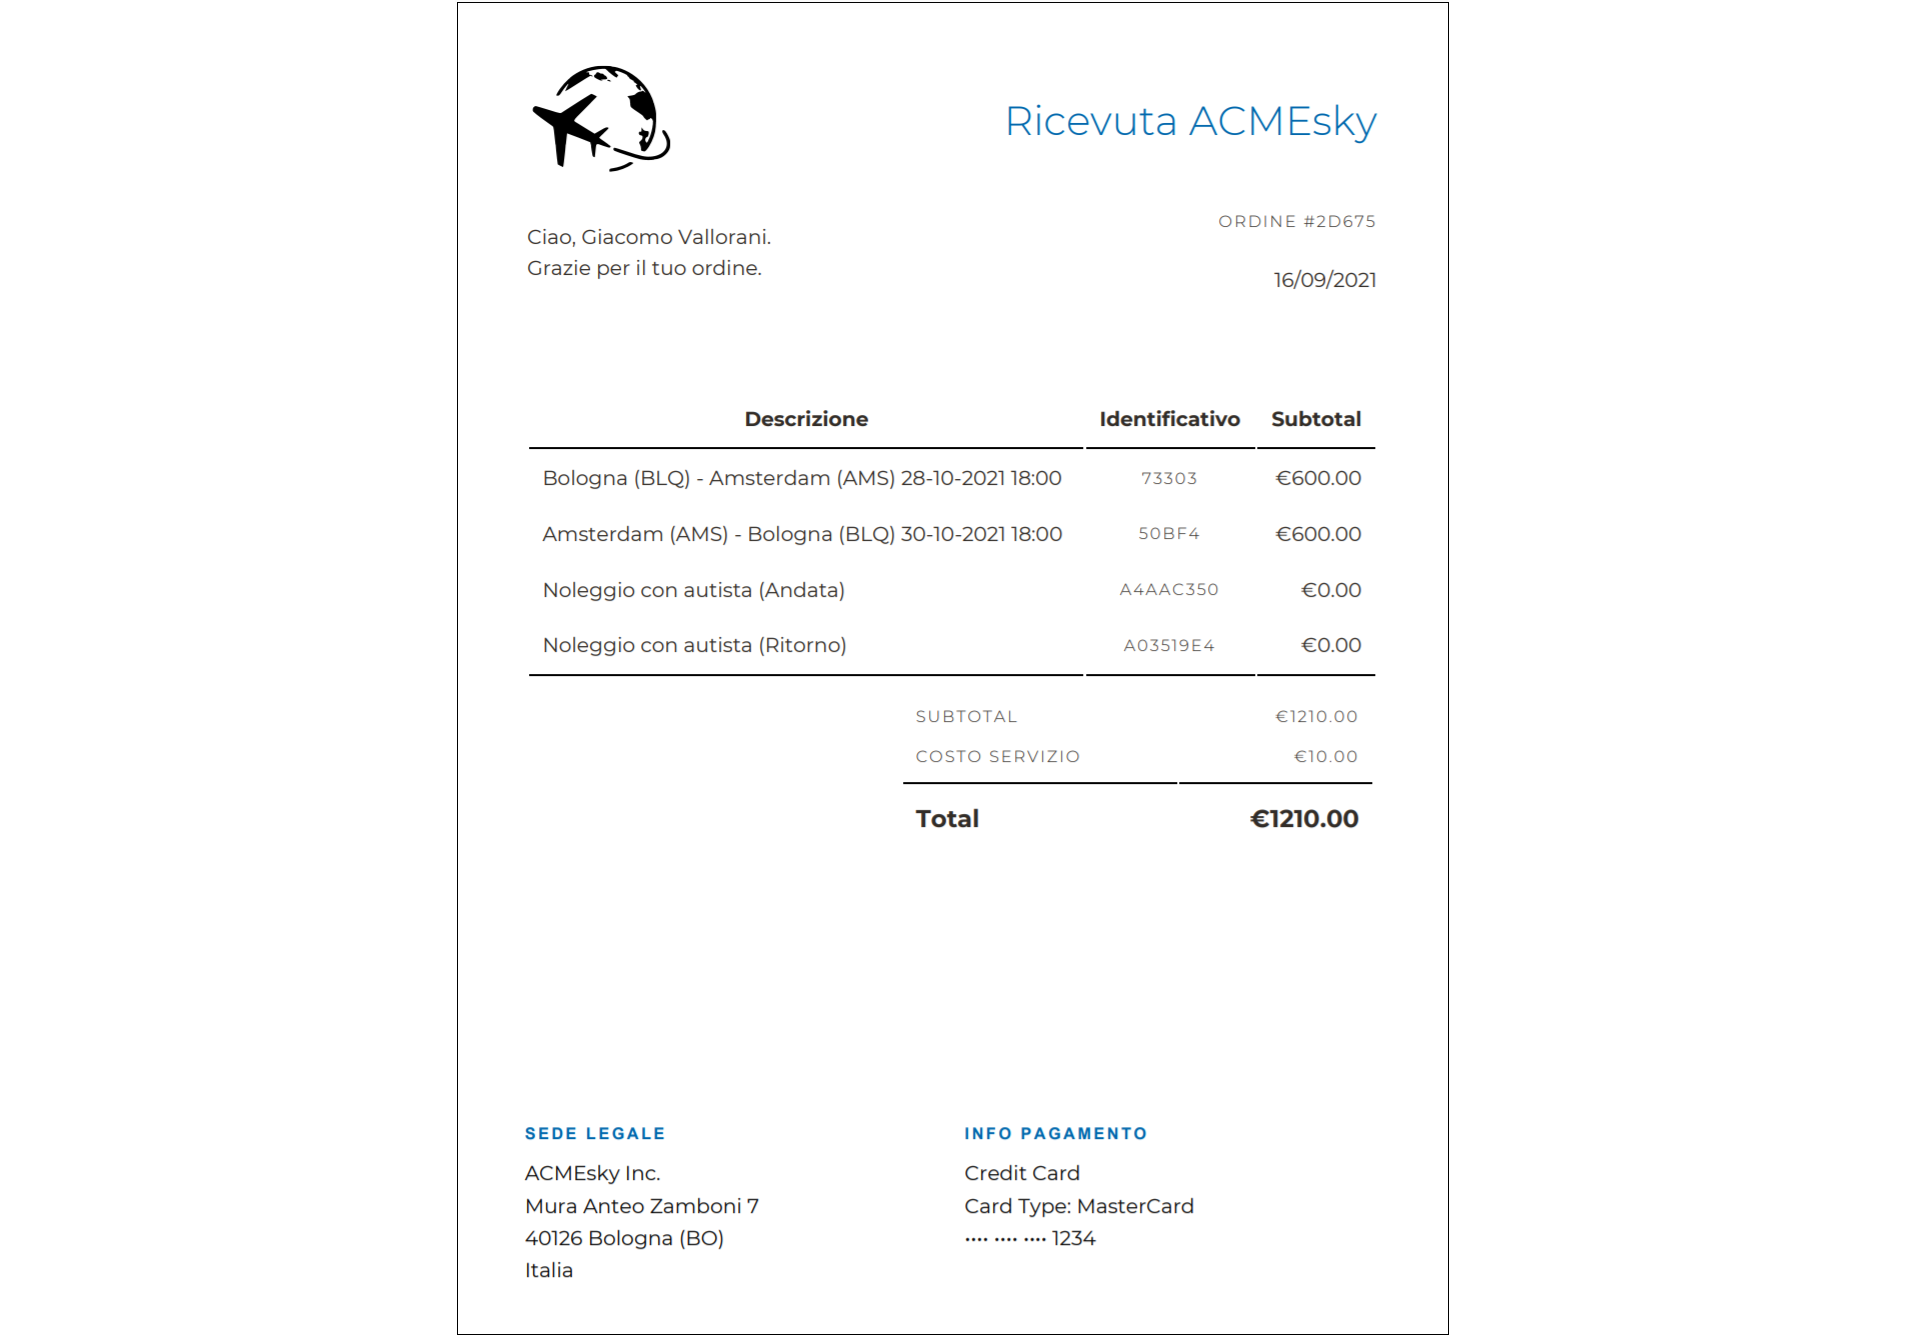 Ricevuta ACMEsky
ORDINE #2D675
Ciao, Giacomo Vallorani.
Grazie per il tuo ordine.
16/09/2021
Descrizione Identificativo Subtotal
Bologna (BLQ) - Amsterdam (AMS) 28-10-2021 18:00 73303 €600.00
Amsterdam (AMS) - Bologna (BLQ) 30-10-2021 18:00 50BF4 €600.00
Noleggio con autista (Andata) A4AAC350 €0.00
Noleggio con autista (Ritorno) A03519E4 €0.00
SUBTOTAL €1210.00
COSTO SERVIZIO €10.00
Total €1210.00
SEDE LEGALE
ACMEsky Inc.
Mura Anteo Zamboni 7
40126 Bologna (BO)
Italia
INFO PAGAMENTO
Credit Card
Card Type: MasterCard
•••• •••• •••• 1234